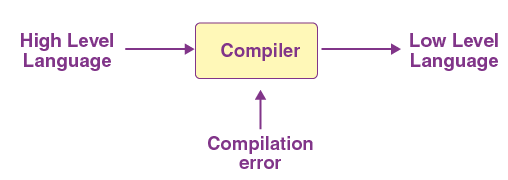 High Level
Language
Compiler
Low Level
Language
Compilation
error